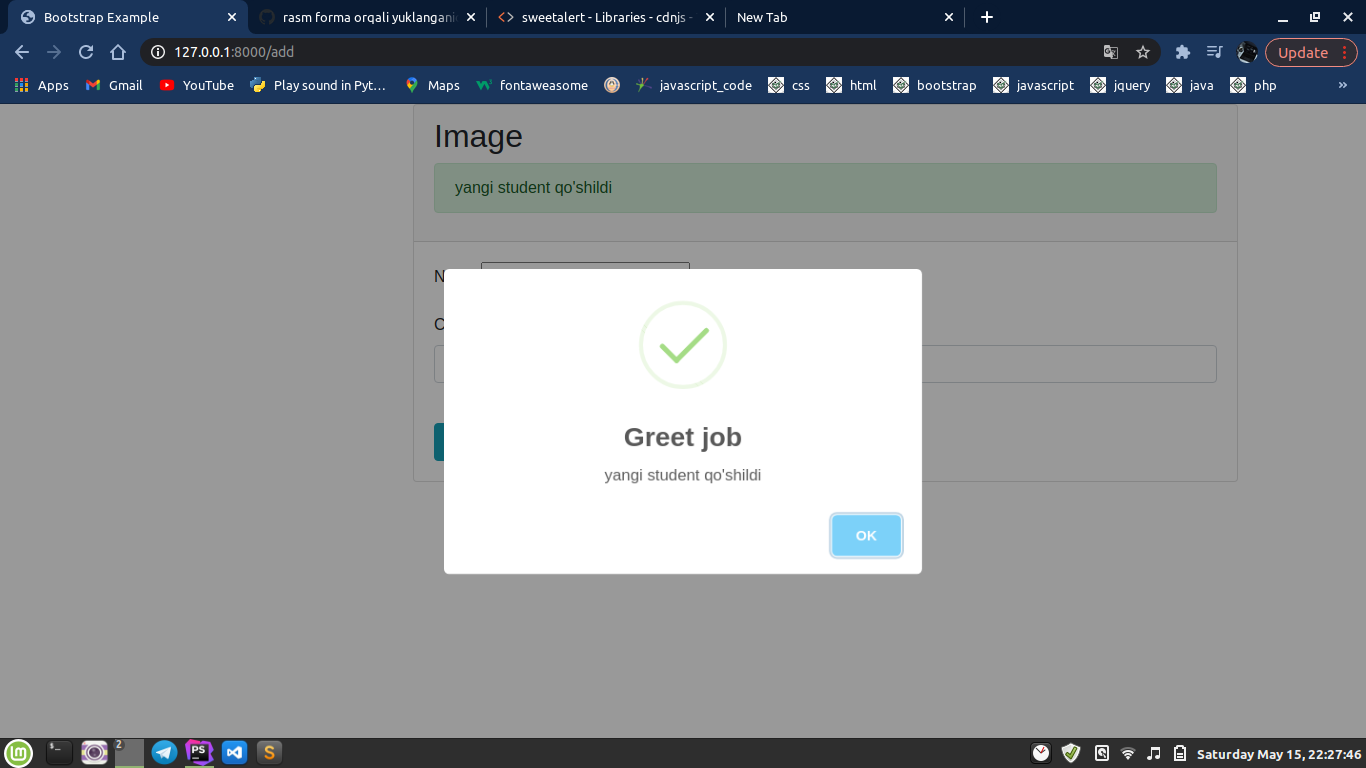 Bootstrap Example
rasm forma orqali yuklangani
sweetalert - Libraries - cdnjs -
New Tab
127.0.0.1:8000/add
Update
Apps
Gmail
YouTube
Play sound in Pyt...
Maps
fontaweasome
javascript_code
css
html
bootstrap
javascript
jquery
java
php
»
Image
yangi student qo'shildi
Greet job
yangi student qo'shildi
OK
2
PS
S
Saturday May 15, 22:27:46